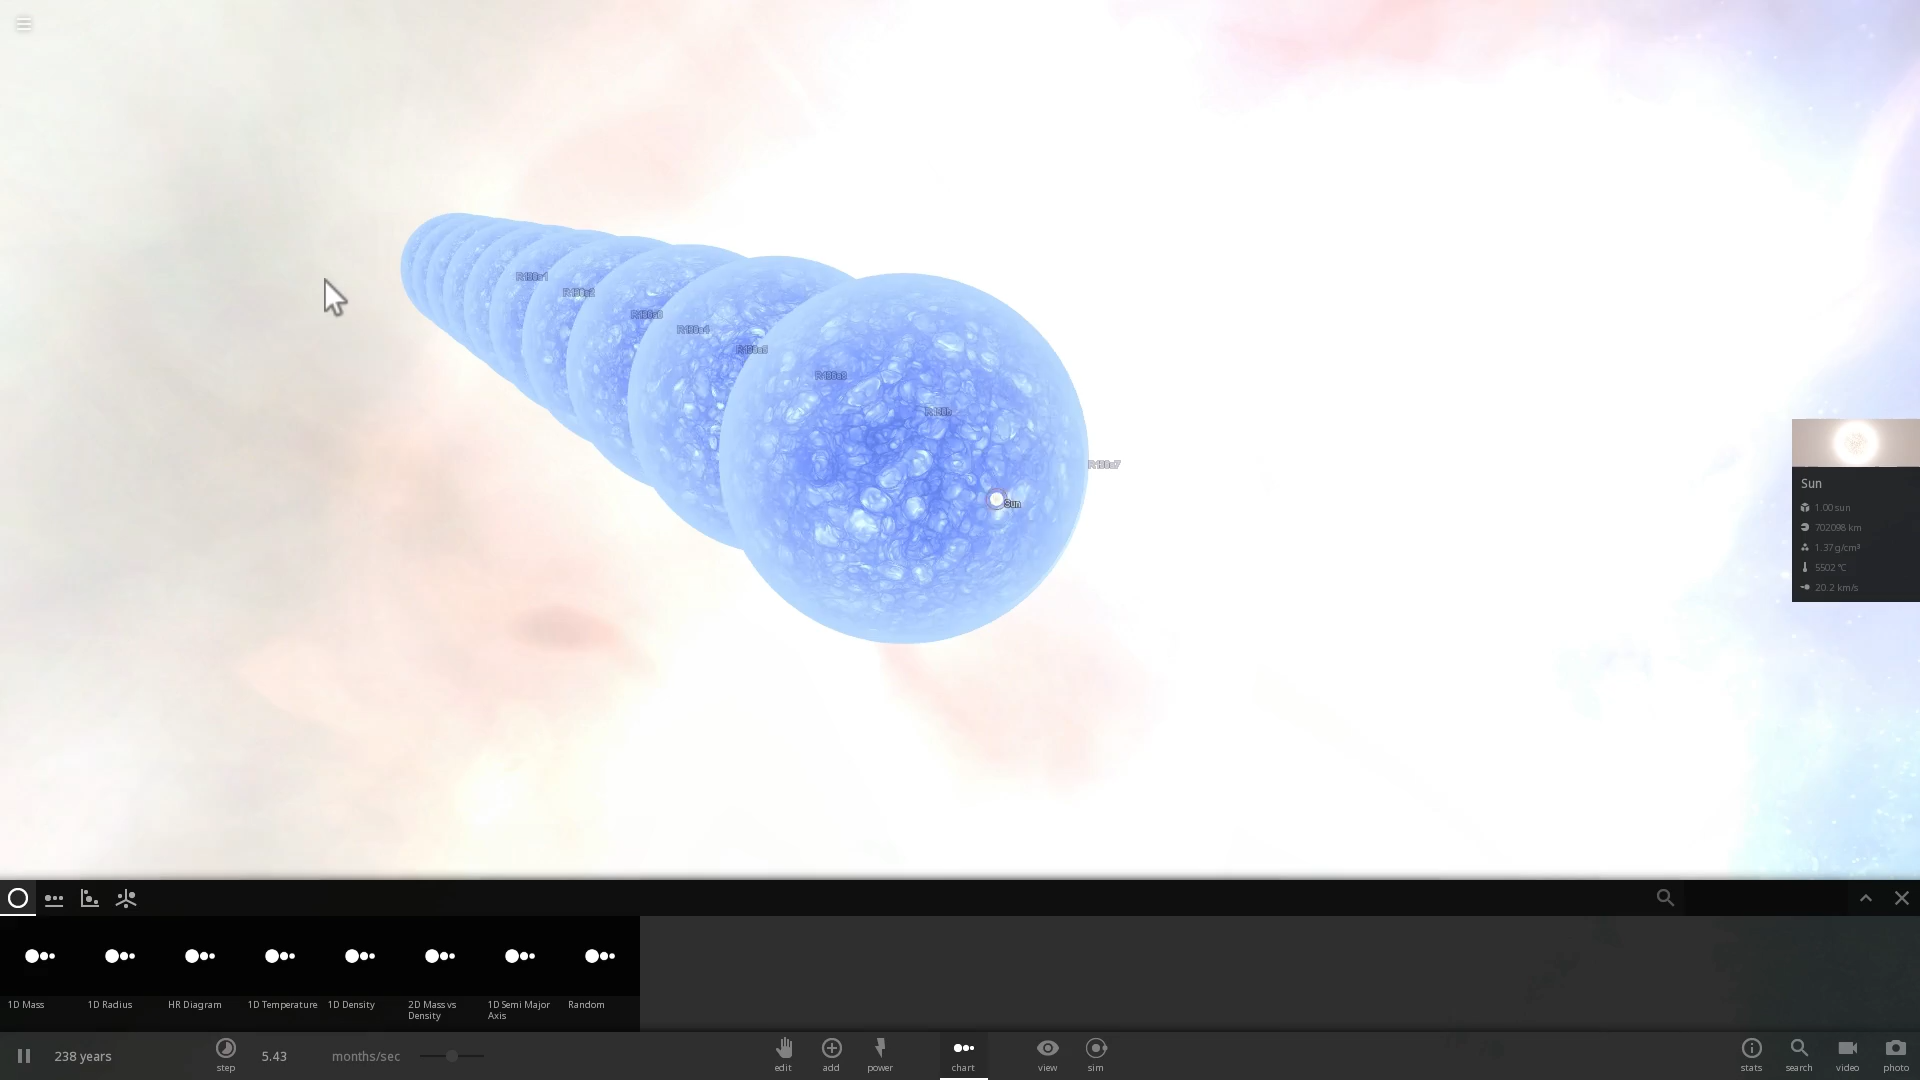 Sun
Sun
1.00 sun
702098 km
1.37 g/cm³
5502 °C
20.2 km/s
1D Mass
1D Radius
HR Diagram
1D Temperature
1D Density
2D Mass vs
Density
1D Semi Major
Axis
Random
238 years
step
5.43
months/sec
edit
add
power
chart
view
sim
stats
search
video
photo